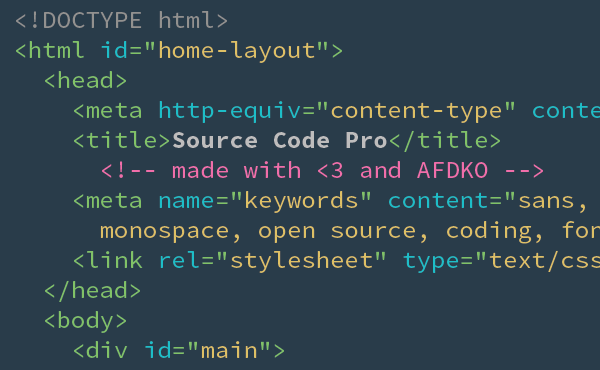 <!DOCTYPE html>
<html id="home-layout">
<head>
<meta http-equiv="content-type" conte
<title>Source Code Pro</title>
<!-- made with <3 and AFDKO -->
<meta name="keywords" content="sans,
monospace, open source, coding, fon
<link rel="stylesheet" type="text/css
</head>
<body>
<div id="main">